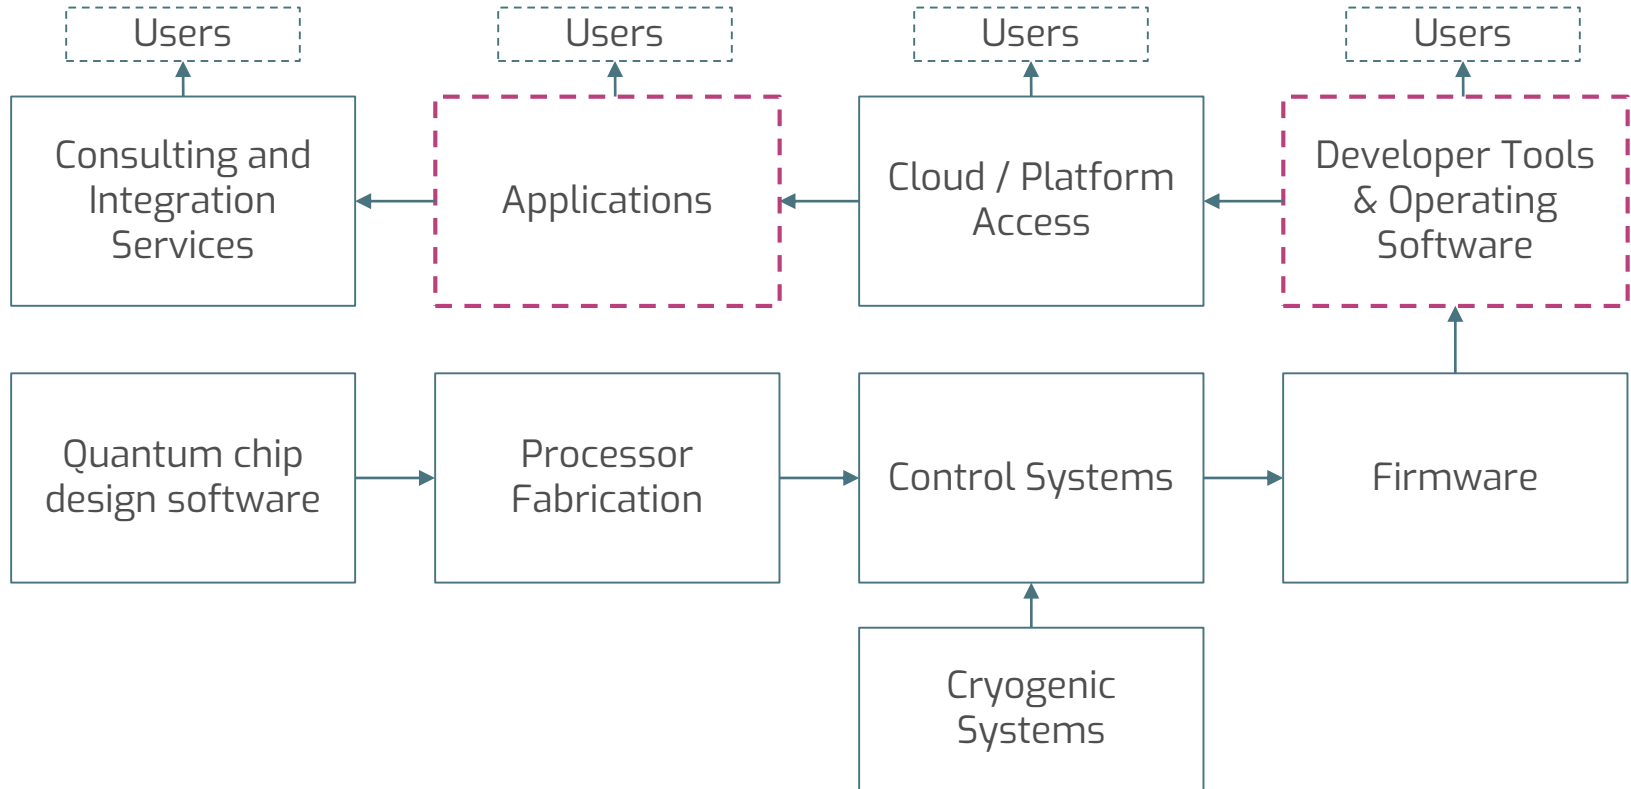 Users
Users
Users
Users
Consulting and
Integration
Services
Applications
Cloud / Platform
Access
Developer Tools
& Operating
Software
Quantum chip
design software
Processor
Fabrication
Control Systems
Firmware
Cryogenic
Systems